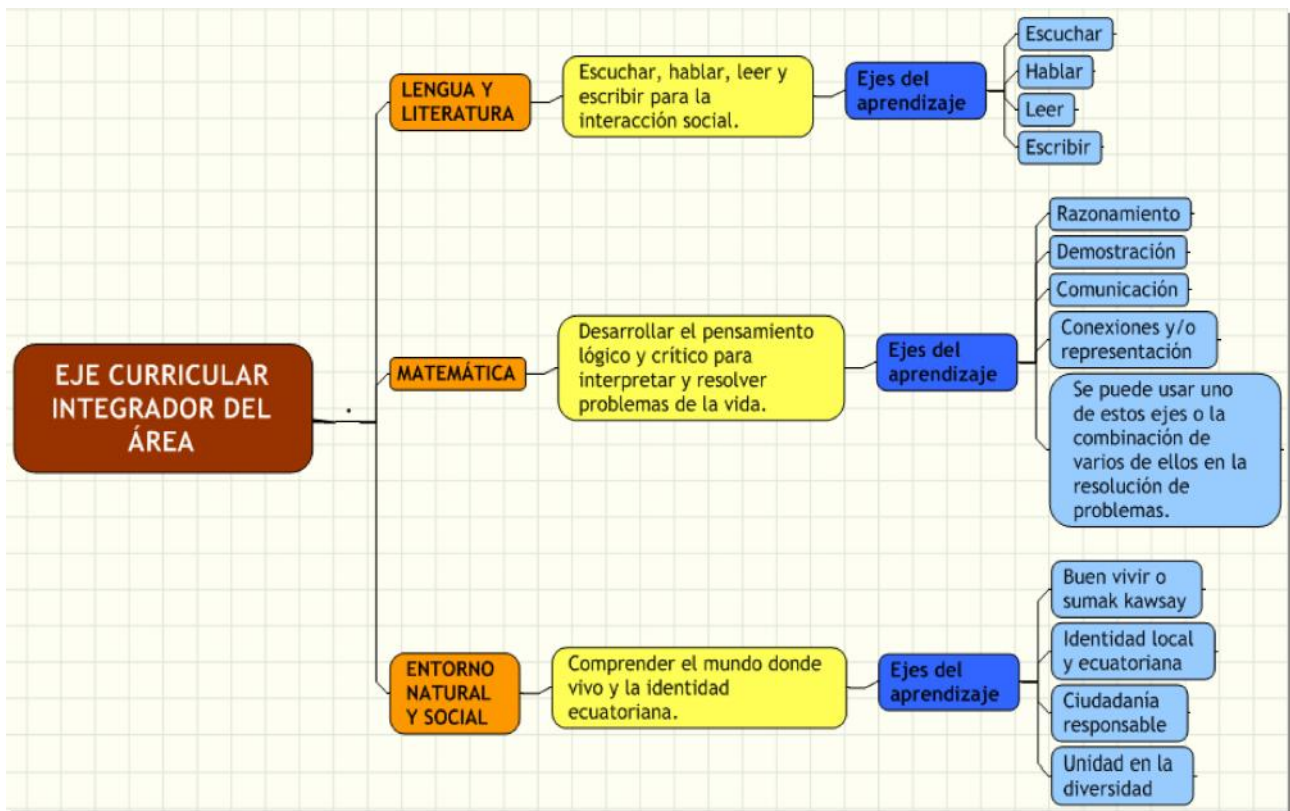 EJE CURRICULAR
INTEGRADOR DEL
ÁREA
LENGUA Y
LITERATURA
Escuchar, hablar, leer y
escribir para la
interacción social.
Ejes del
aprendizaje
Escuchar
Hablar
Leer
Escribir
MATEMÁTICA
Desarrollar el pensamiento
lógico y crítico para
interpretar y resolver
problemas de la vida.
Ejes del
aprendizaje
Razonamiento
Demostración
Comunicación
Conexiones y/o
representación
Se puede usar uno
de estos ejes o la
combinación de
varios de ellos en la
resolución de
problemas.
ENTORNO
NATURAL
Y SOCIAL
Comprender el mundo donde
vivo y la identidad
ecuatoriana.
Ejes del
aprendizaje
Buen vivir o
sumak kawsay
Identidad local
y ecuatoriana
Ciudadanía
responsable
Unidad en la
diversidad